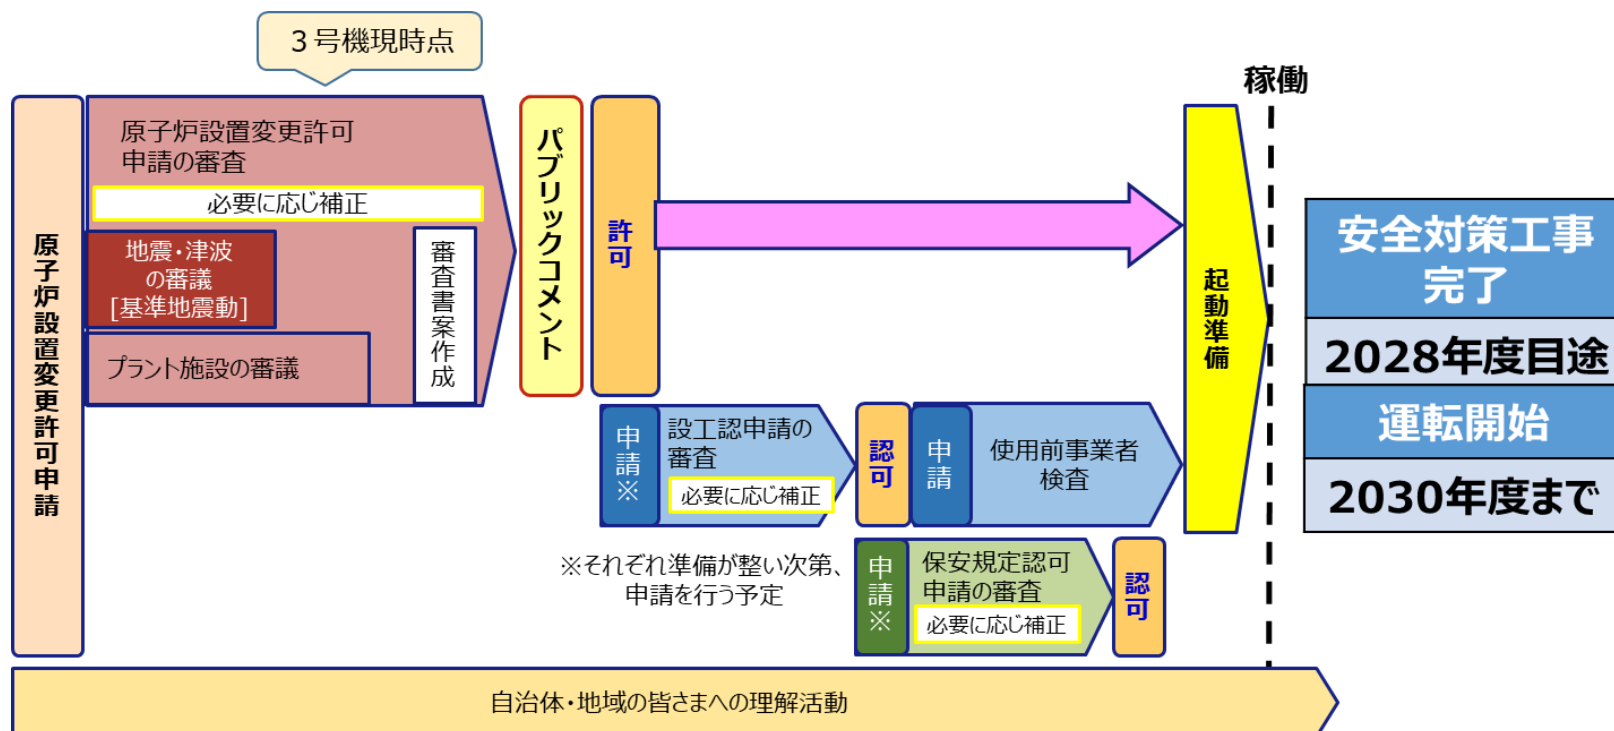 3号機現時点
稼働
原子炉設置変更許可申請
原子炉設置変更許可
申請の審査
必要に応じ補正
地震・津波
の審議
[基準地震動]
プラント施設の審議
審査書案作成
パブリックコメント
許可
起動準備
安全対策工事
完了
2028年度目途
運転開始
2030年度まで
申請※
設工認申請の
審査
必要に応じ補正
認可
申請
使用前事業者
検査
※それぞれ準備が整い次第、
申請を行う予定
申請※
保安規定認可
申請の審査
必要に応じ補正
認可
自治体・地域の皆さまへの理解活動